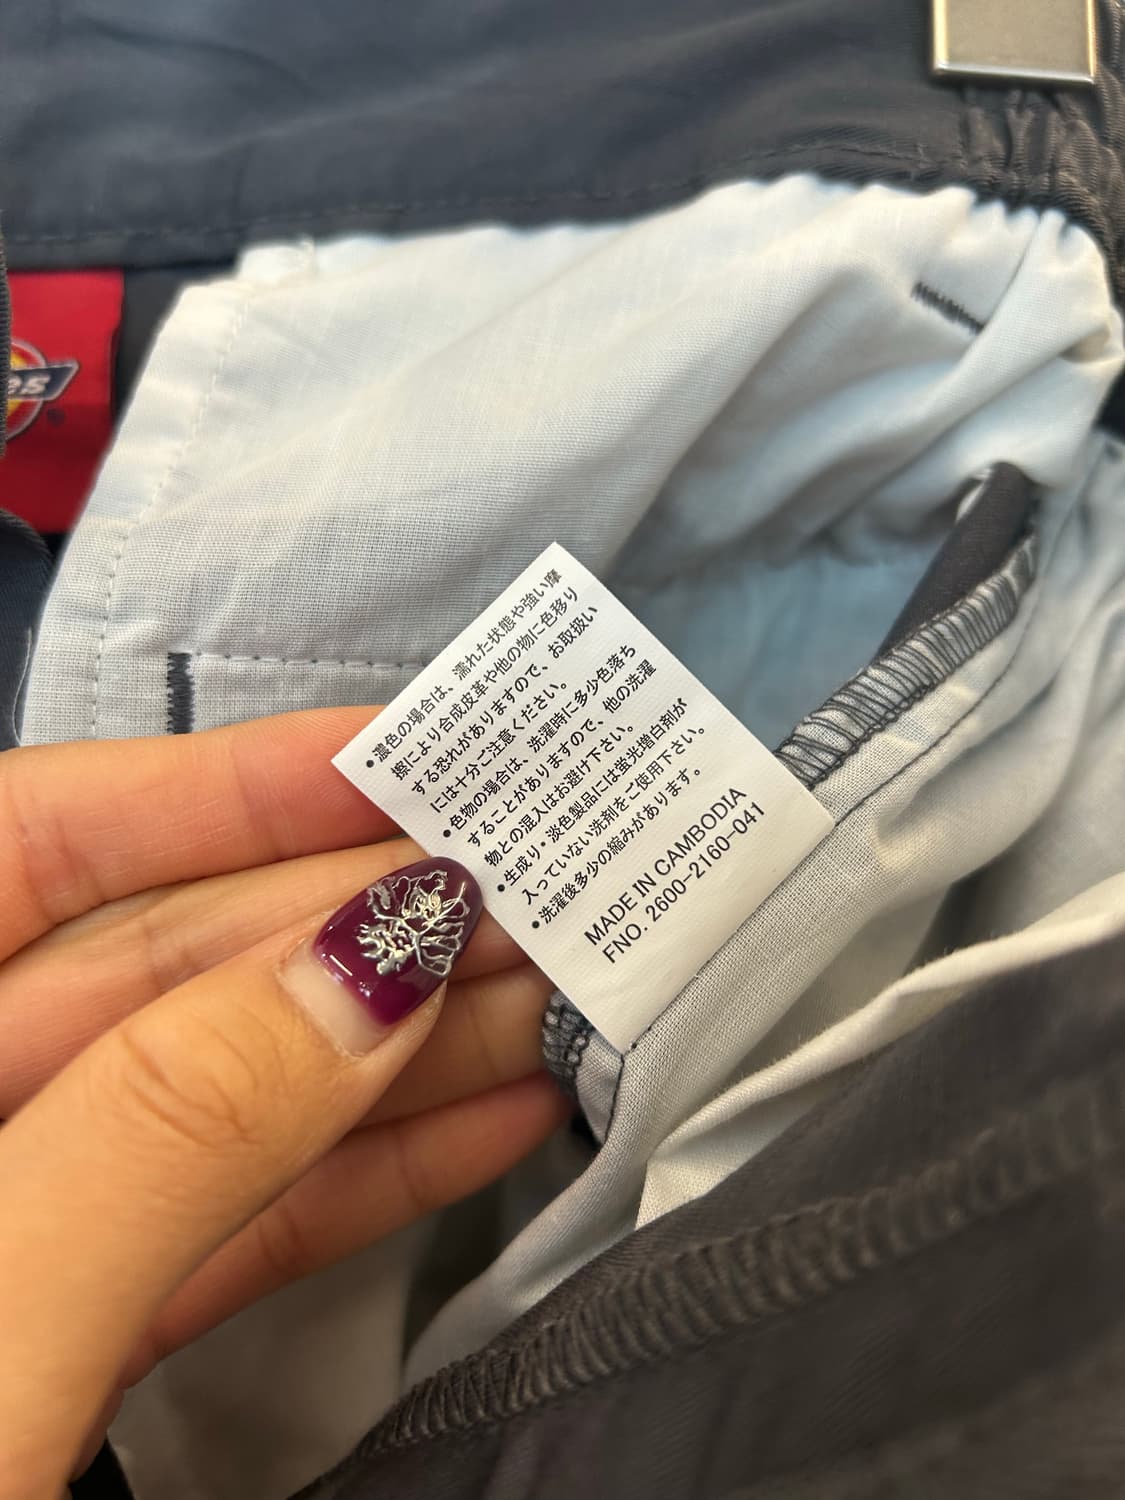 es
®
•濃色の場合は、濡れた状態や強い摩
擦により合成皮革や他の物に色移り
する恐れがありますので、お取扱い
には十分ご注意ください。
•色物の場合は、洗濯時に多少色落ち
することがありますので、他の洗濯
物との混入はお避け下さい。
•生成り・淡色製品には蛍光増白剤が
入っていない洗剤をご使用下さい。
•洗濯後多少の縮みがあります。
MADE IN CAMBODIA
FNO. 2600-2160-041